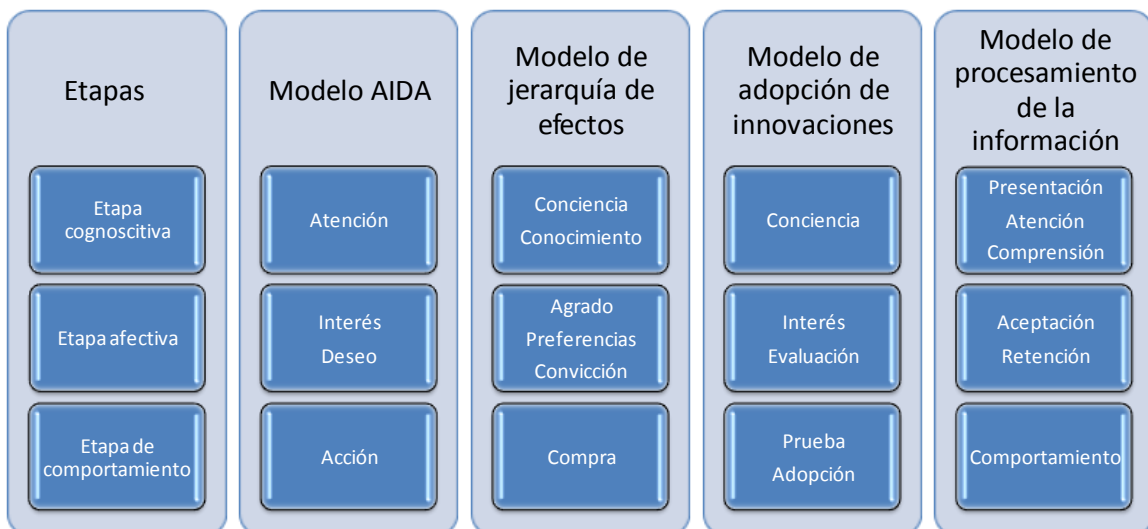 Etapas
Etapa
cognoscitiva
Etapa afectiva
Etapa de
comportamiento
Modelo AIDA
Atención
Interés
Deseo
Acción
Modelo de
jerarquía de
efectos
Conciencia
Conocimiento
Agrado
Preferencias
Convicción
Compra
Modelo de
adopción de
innovaciones
Conciencia
Interés
Evaluación
Prueba
Adopción
Modelo de
procesamiento
de la
información
Presentación
Atención
Comprensión
Aceptación
Retención
Comportamiento